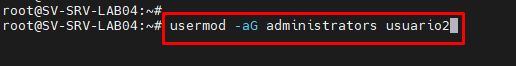 root@SV-SRV-LAB04:~#
root@SV-SRV-LAB04:~# usermod -aG administrators usuario2